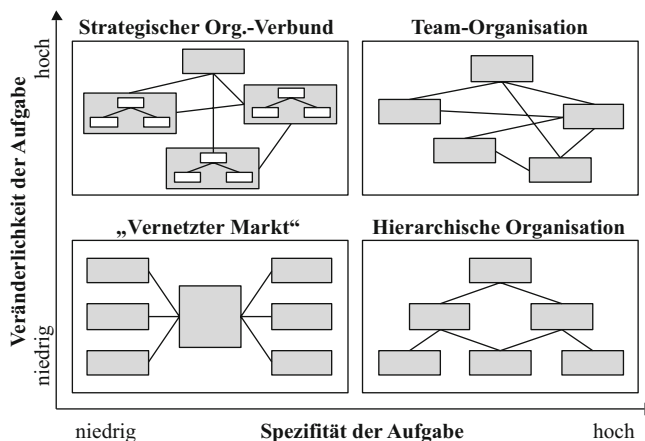 Strategischer Org.-Verbund
Team-Organisation
hoch
Veränderlichkeit der Aufgabe
„Vernetzter Markt“
Hierarchische Organisation
niedrig
niedrig
Spezifität der Aufgabe
hoch